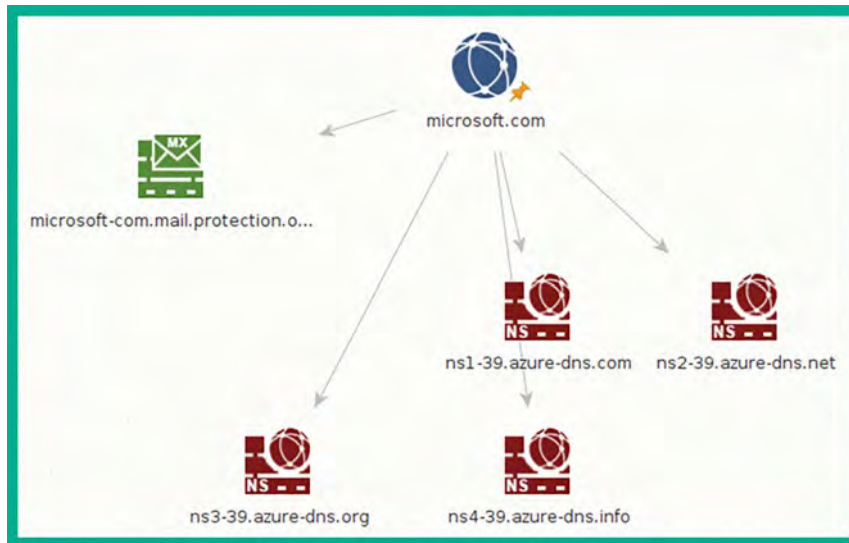 microsoft.com
MX
microsoft-com.mail.protection.o...
NS
ns1-39.azure-dns.com
NS
ns2-39.azure-dns.net
NS
ns3-39.azure-dns.org
NS
ns4-39.azure-dns.info